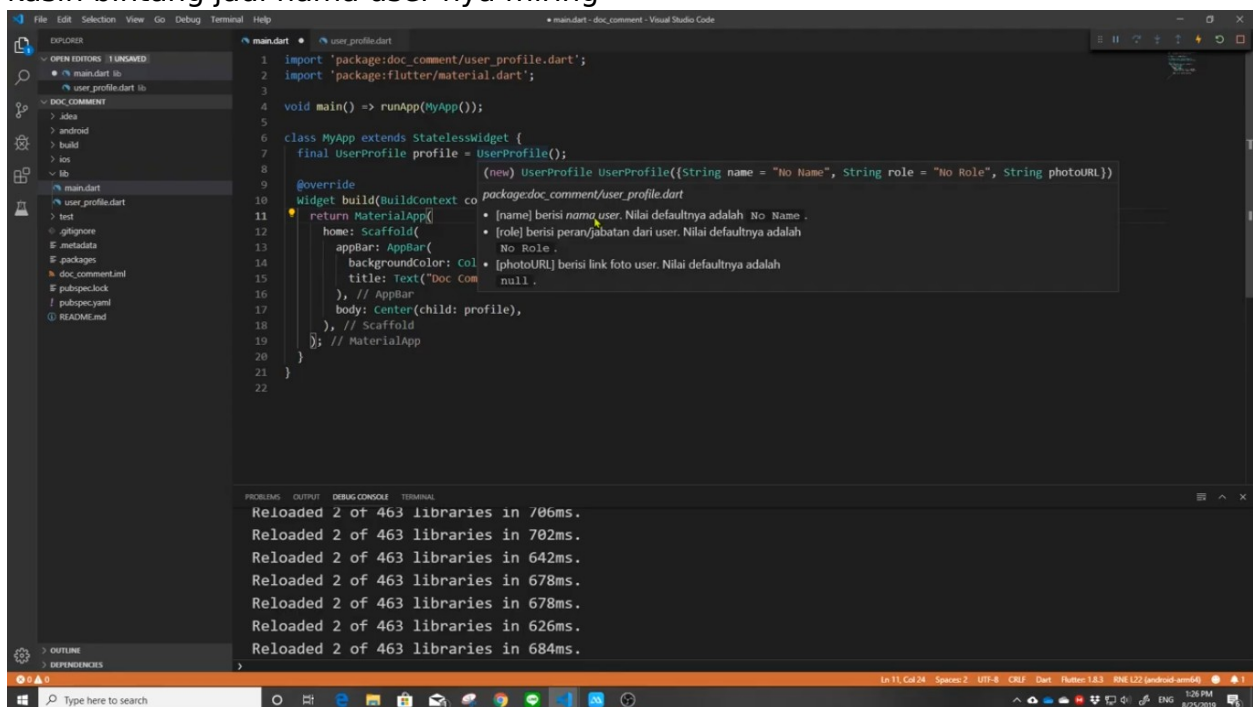 kasih bintang jadi nama user nya miring
File Edit Selection View Go Debug Terminal Help
● main.dart - doc_comment - Visual Studio Code
EXPLORER
OPEN EDITORS 1 UNSAVED
● main.dart lib
user_profile.dart lib
DOC_COMMENT
> .idea
> android
> build
> ios
lib
main.dart
user_profile.dart
> test
.gitignore
.metadata
.packages
doc_comment.iml
pubspec.lock
pubspec.yaml
README.md
> OUTLINE
> DEPENDENCIES
main.dart ●
user_profile.dart
1 import 'package:doc_comment/user_profile.dart';
2 import 'package:flutter/material.dart';
3
4 void main() => runApp(MyApp());
5
6 class MyApp extends StatelessWidget {
7 final UserProfile profile = UserProfile();
8
9 @override
10 Widget build(BuildContext co
11 return MaterialApp(
12 home: Scaffold(
13 appBar: AppBar(
14 backgroundColor: Col
15 title: Text("Doc Com
16 ), // AppBar
17 body: Center(child: profile),
18 ), // Scaffold
19 ); // MaterialApp
20 }
21 }
22
(new) UserProfile UserProfile({String name = "No Name", String role = "No Role", String photoURL})
package:doc_comment/user_profile.dart
• [name] berisi nama user. Nilai defaultnya adalah No Name.
• [role] berisi peran/jabatan dari user. Nilai defaultnya adalah
No Role.
• [photoURL] berisi link foto user. Nilai defaultnya adalah
null.
PROBLEMS OUTPUT DEBUG CONSOLE TERMINAL
Reloaded 2 of 463 libraries in 706ms.
Reloaded 2 of 463 libraries in 702ms.
Reloaded 2 of 463 libraries in 642ms.
Reloaded 2 of 463 libraries in 678ms.
Reloaded 2 of 463 libraries in 678ms.
Reloaded 2 of 463 libraries in 626ms.
Reloaded 2 of 463 libraries in 684ms.
0 0
Ln 11, Col 24 Spaces: 2 UTF-8 CRLF Dart Flutter: 1.8.3 RNE L22 (android-arm64) 1
Type here to search
ENG
1:26 PM
8/25/2019